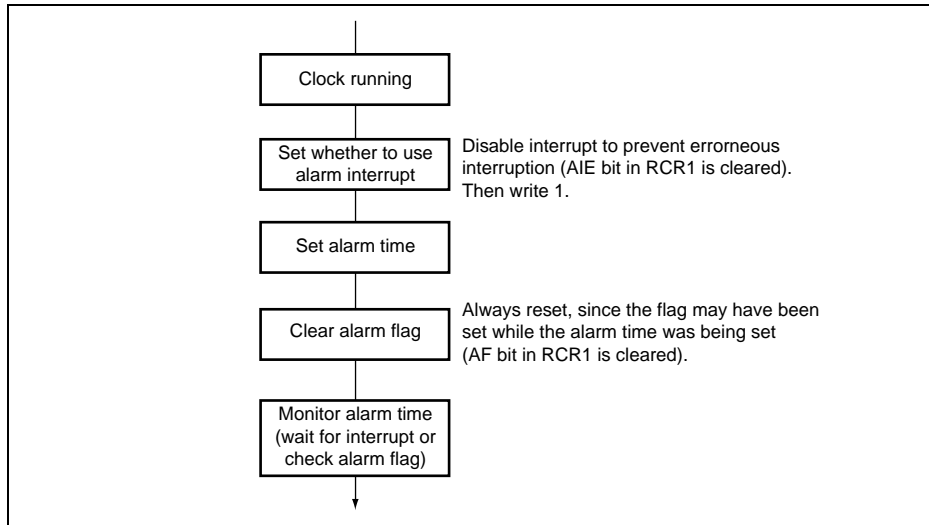 Clock running
Set whether to use
alarm interrupt
Disable interrupt to prevent errorneous
interruption (AIE bit in RCR1 is cleared).
Then write 1.
Set alarm time
Clear alarm flag
Always reset, since the flag may have been
set while the alarm time was being set
(AF bit in RCR1 is cleared).
Monitor alarm time
(wait for interrupt or
check alarm flag)